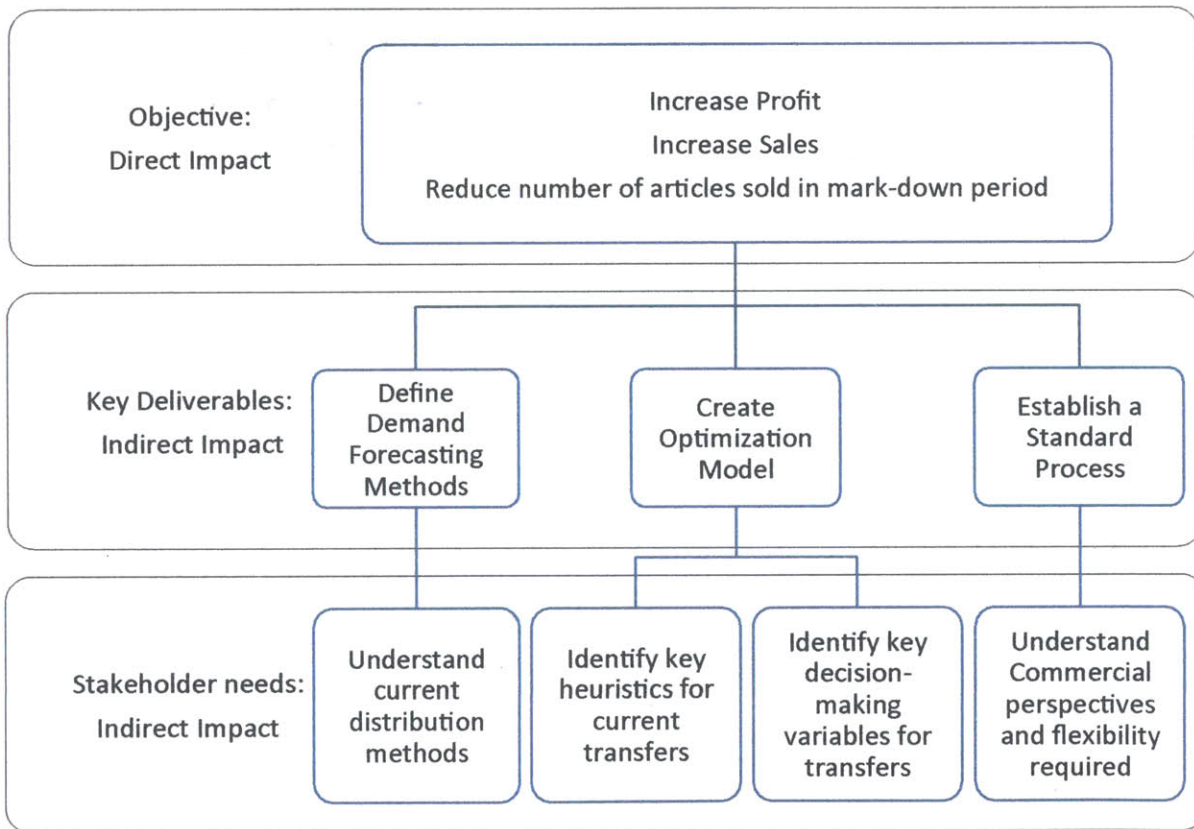 Objective:
Direct Impact
Increase Profit
Increase Sales
Reduce number of articles sold in mark-down period
Key Deliverables:
Indirect Impact
Define
Demand
Forecasting
Methods
Create
Optimization
Model
Establish a
Standard
Process
Stakeholder needs:
Indirect Impact
Understand
current
distribution
methods
Identify key
heuristics for
current
transfers
Identify key
decision-
making
variables for
transfers
Understand
Commercial
perspectives
and flexibility
required